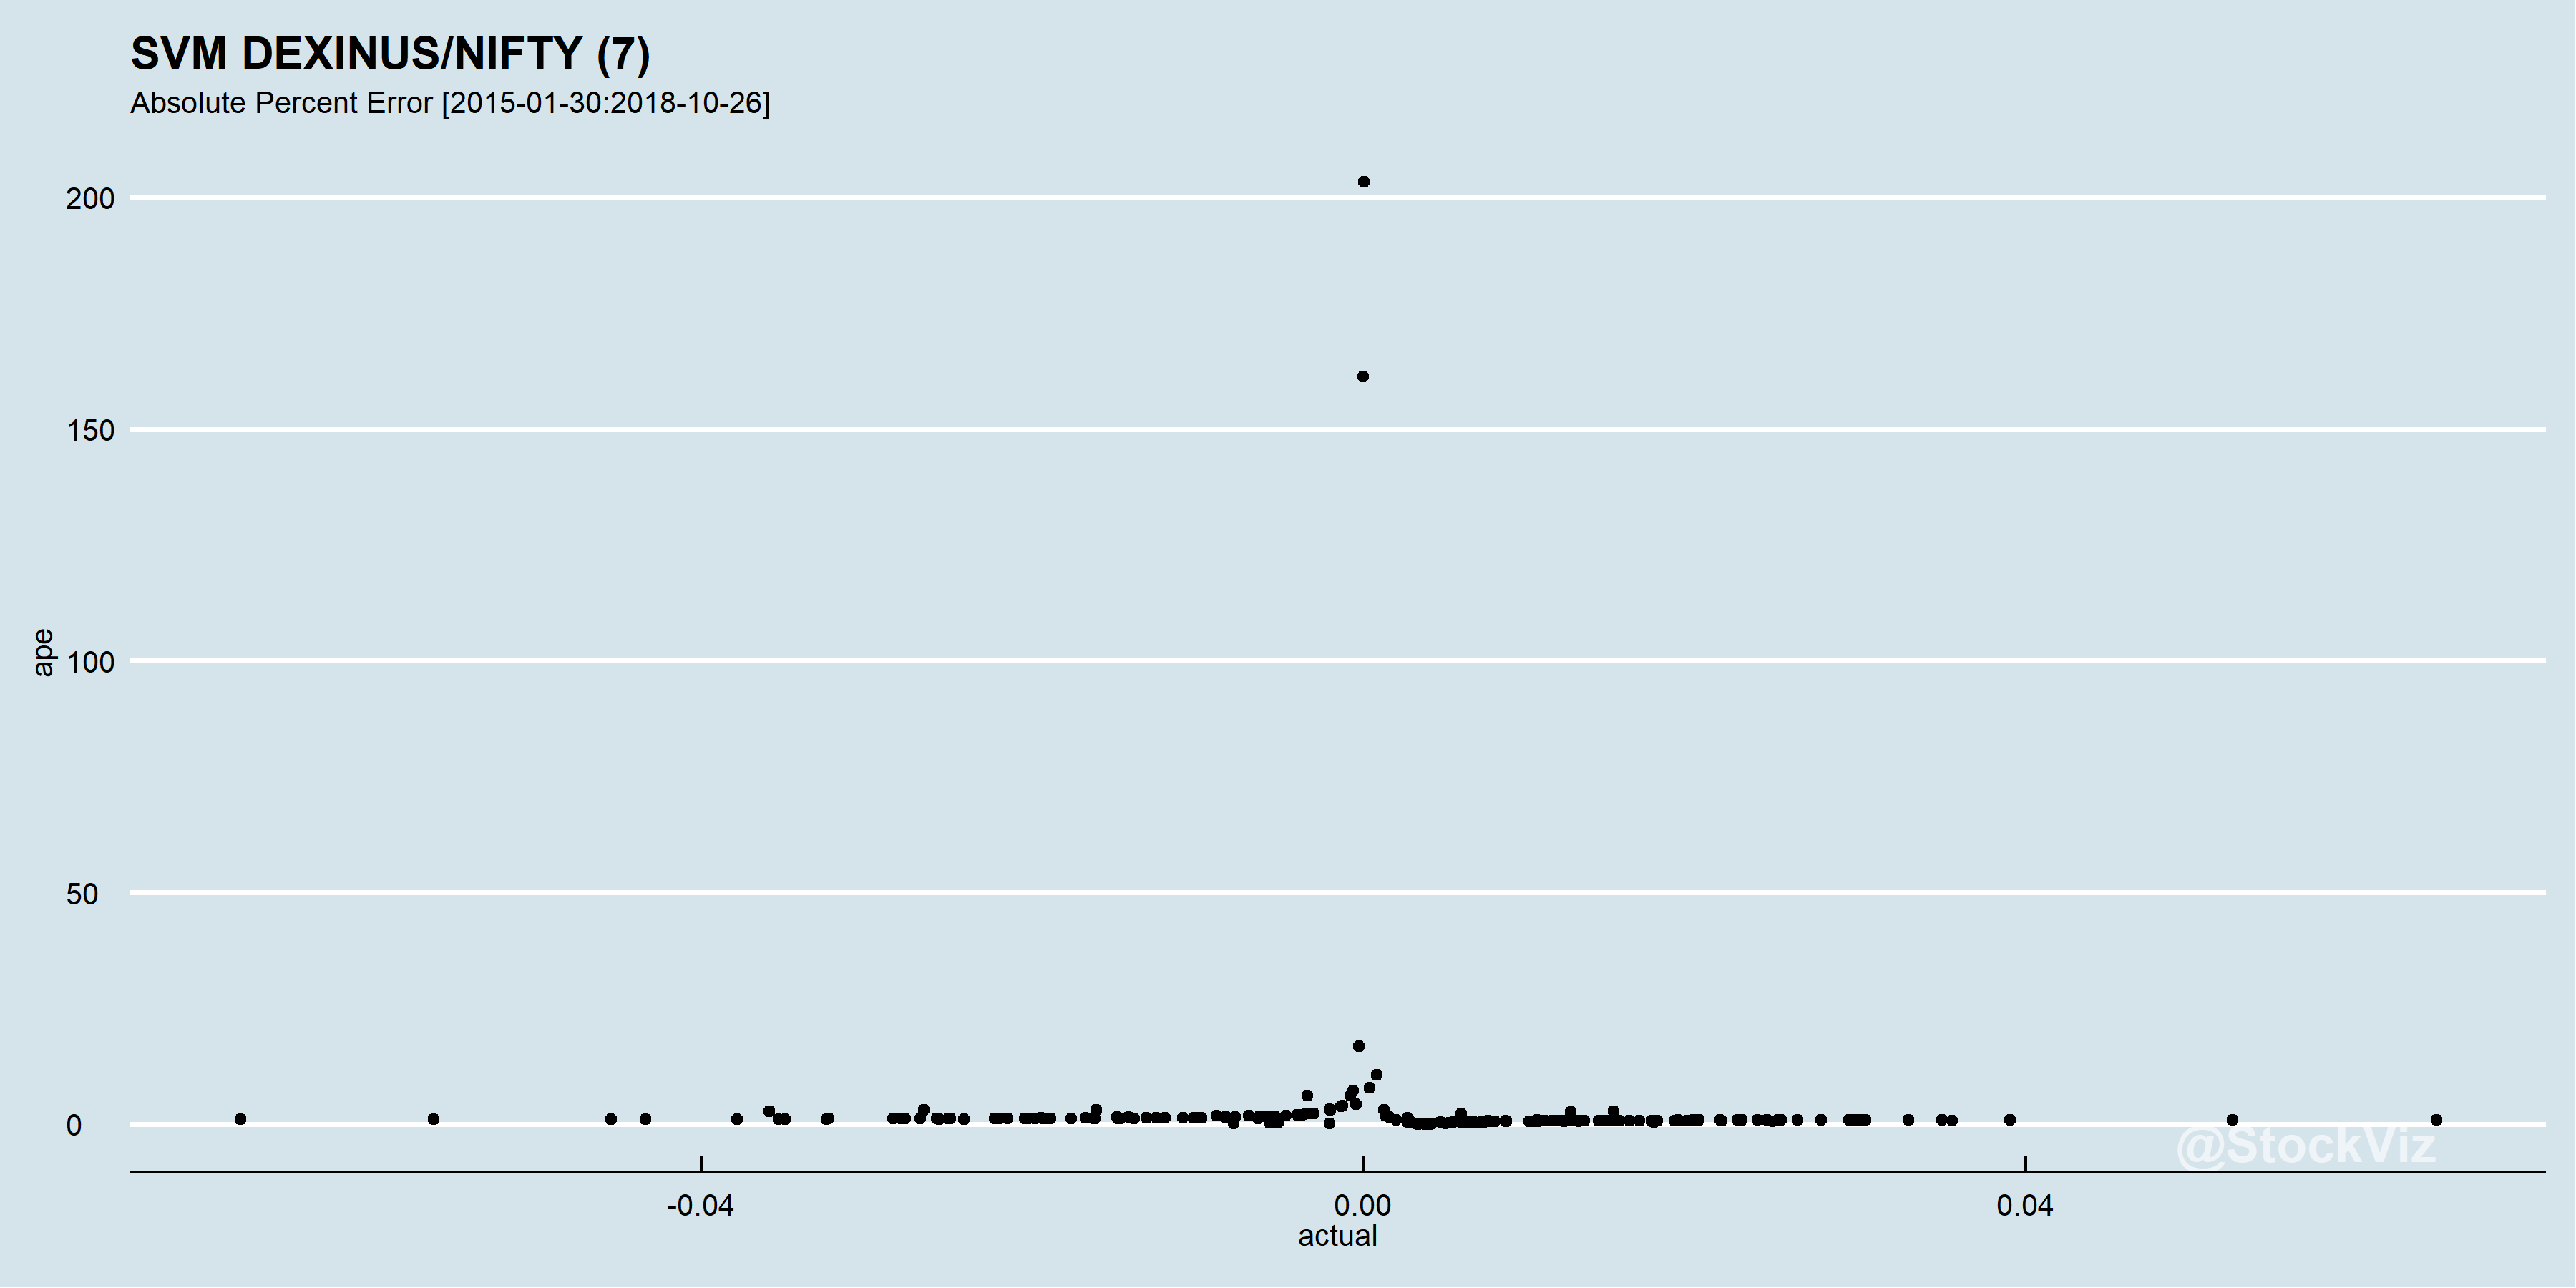 SVM DEXINUS/NIFTY (7)
Absolute Percent Error [2015-01-30:2018-10-26]
200
150
100
50
0
ape
-0.04
0.00
0.04
actual
@StockViz